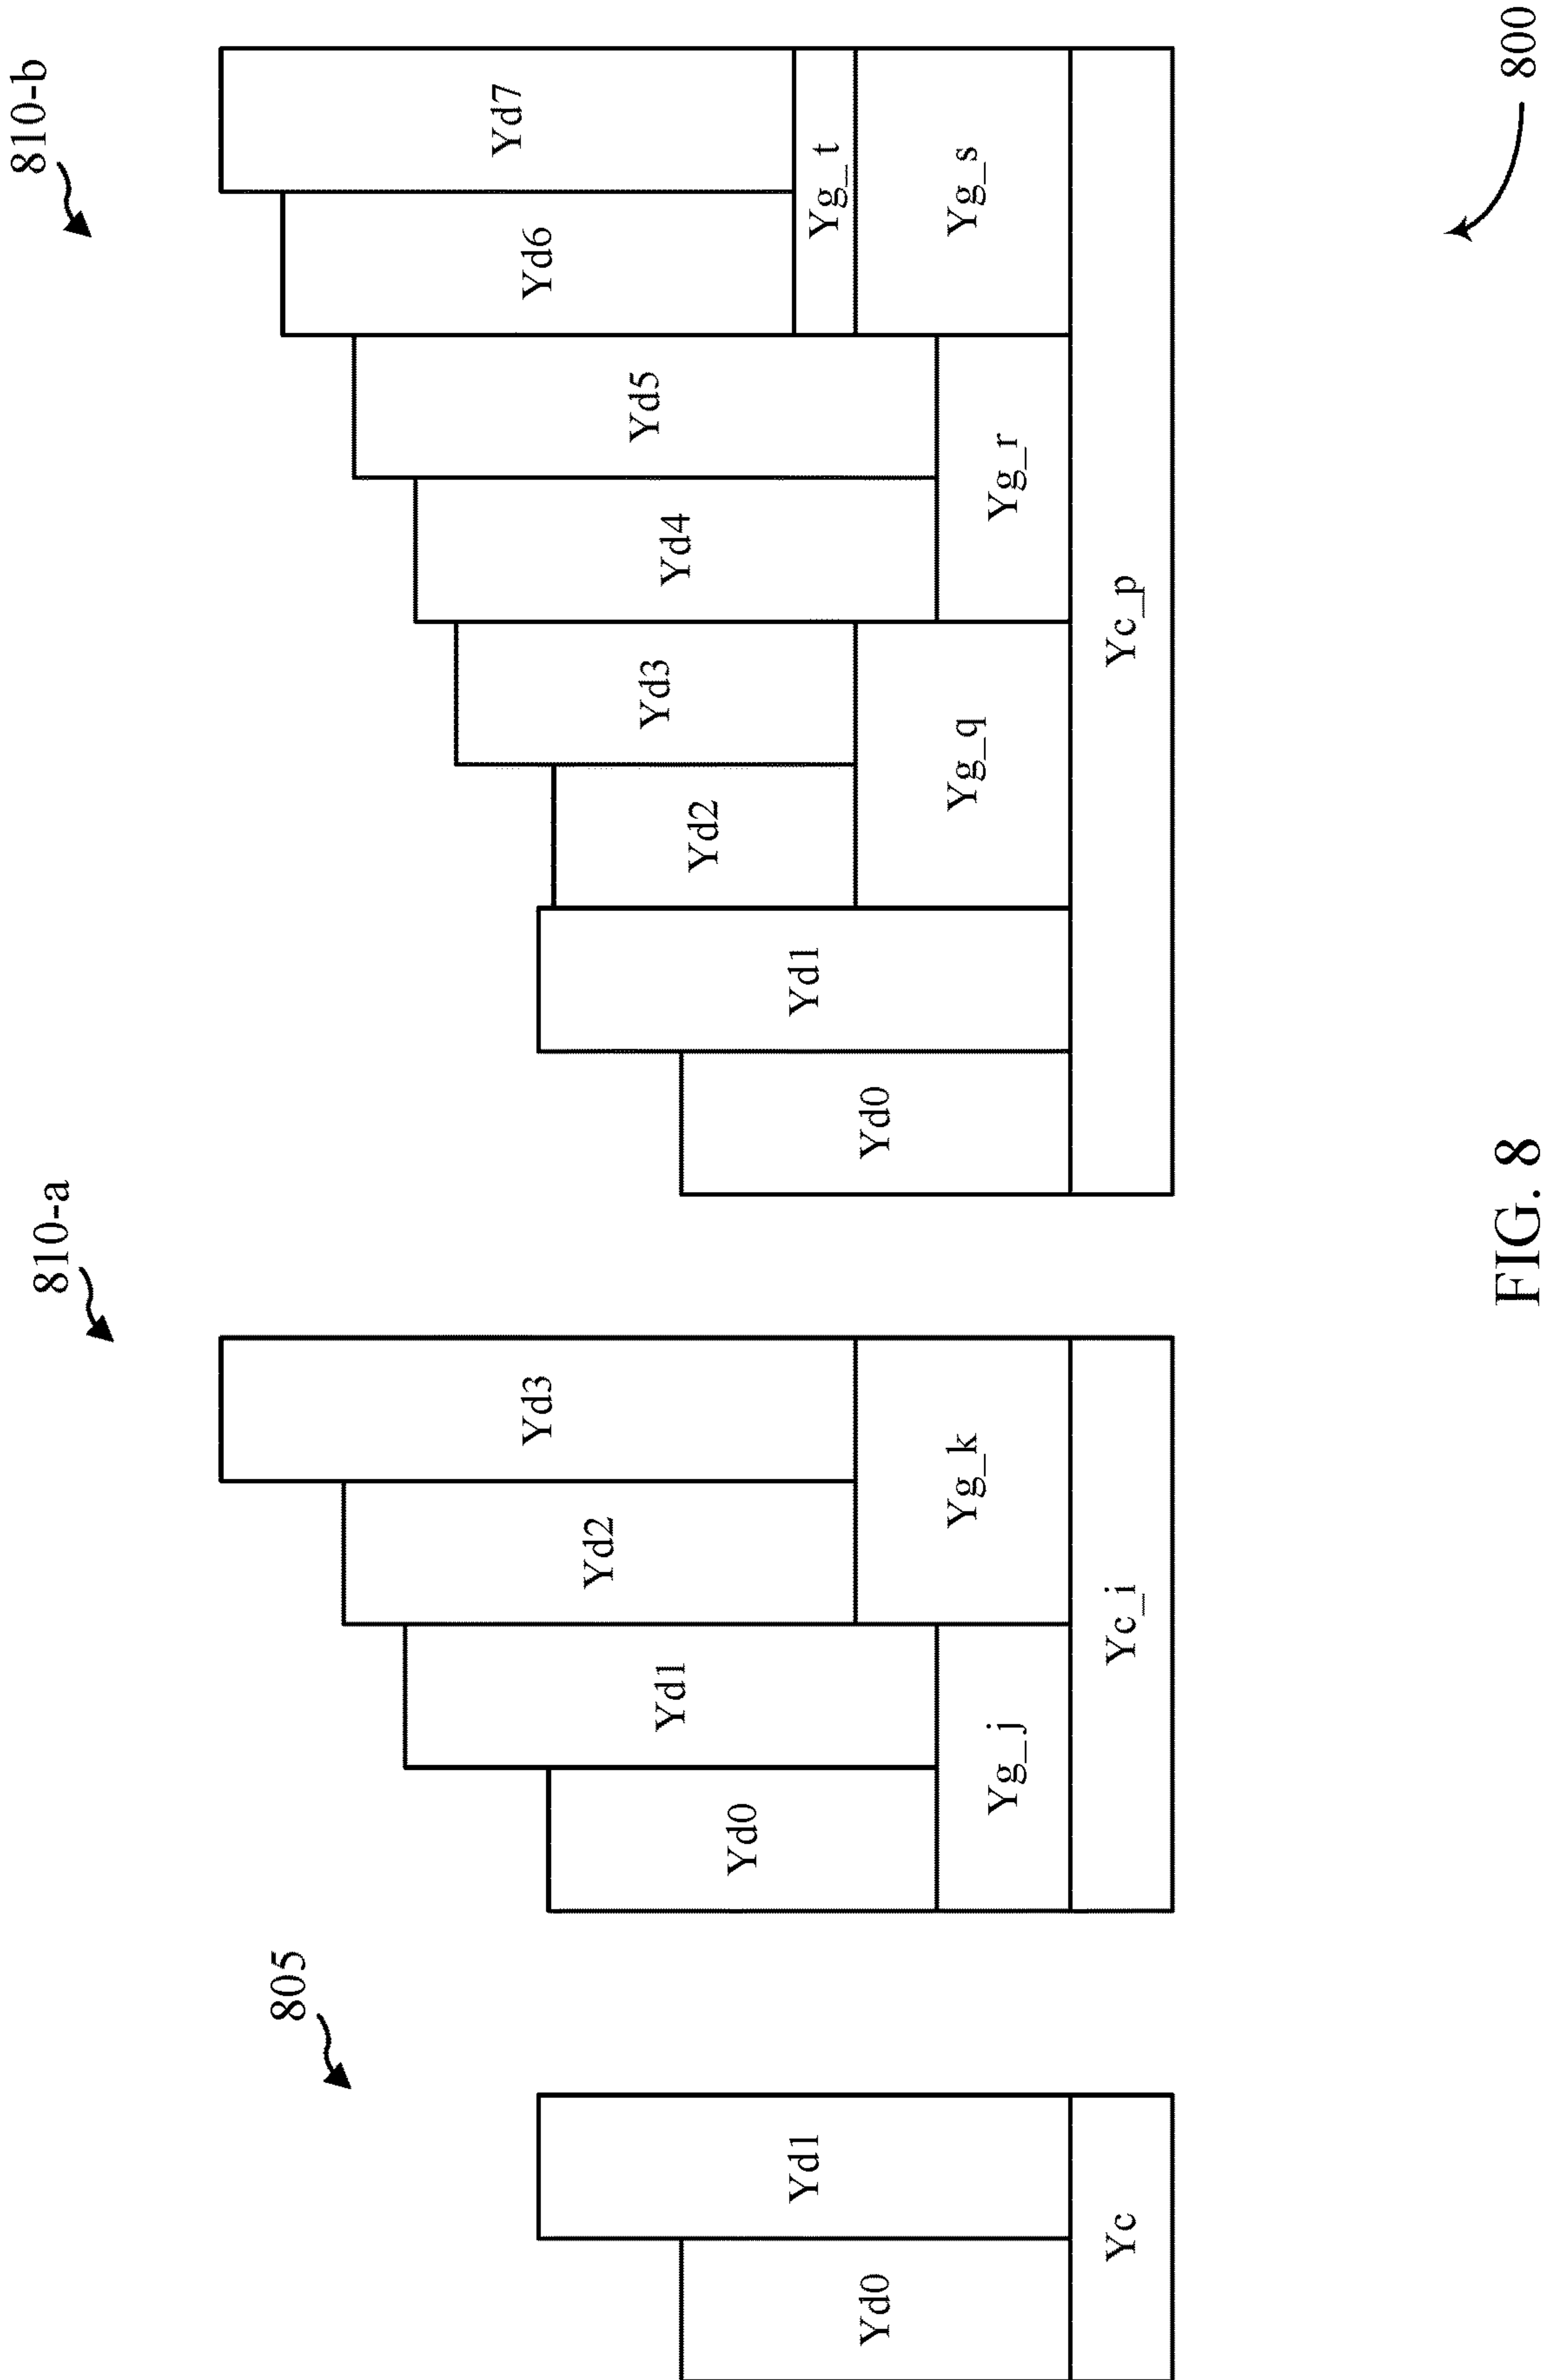 805
Yd0
Yd1
Yc
810-a
Yd0
Yd1
Yd2
Yd3
Yg_j
Yg_k
Yc_i
810-b
Yd0
Yd1
Yd2
Yd3
Yd4
Yd5
Yd6
Yd7
Yg_t
Yg_q
Yg_r
Yg_s
Yc_p
FIG. 8
800